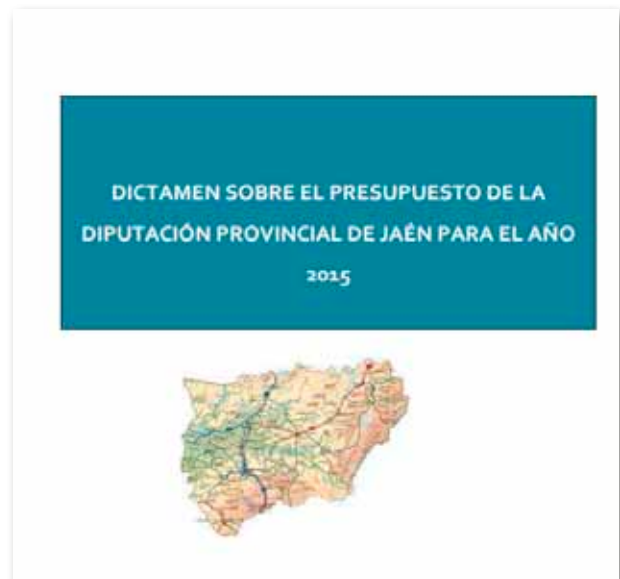 DICTAMEN SOBRE EL PRESUPUESTO DE LA
DIPUTACIÓN PROVINCIAL DE JAÉN PARA EL AÑO
2015